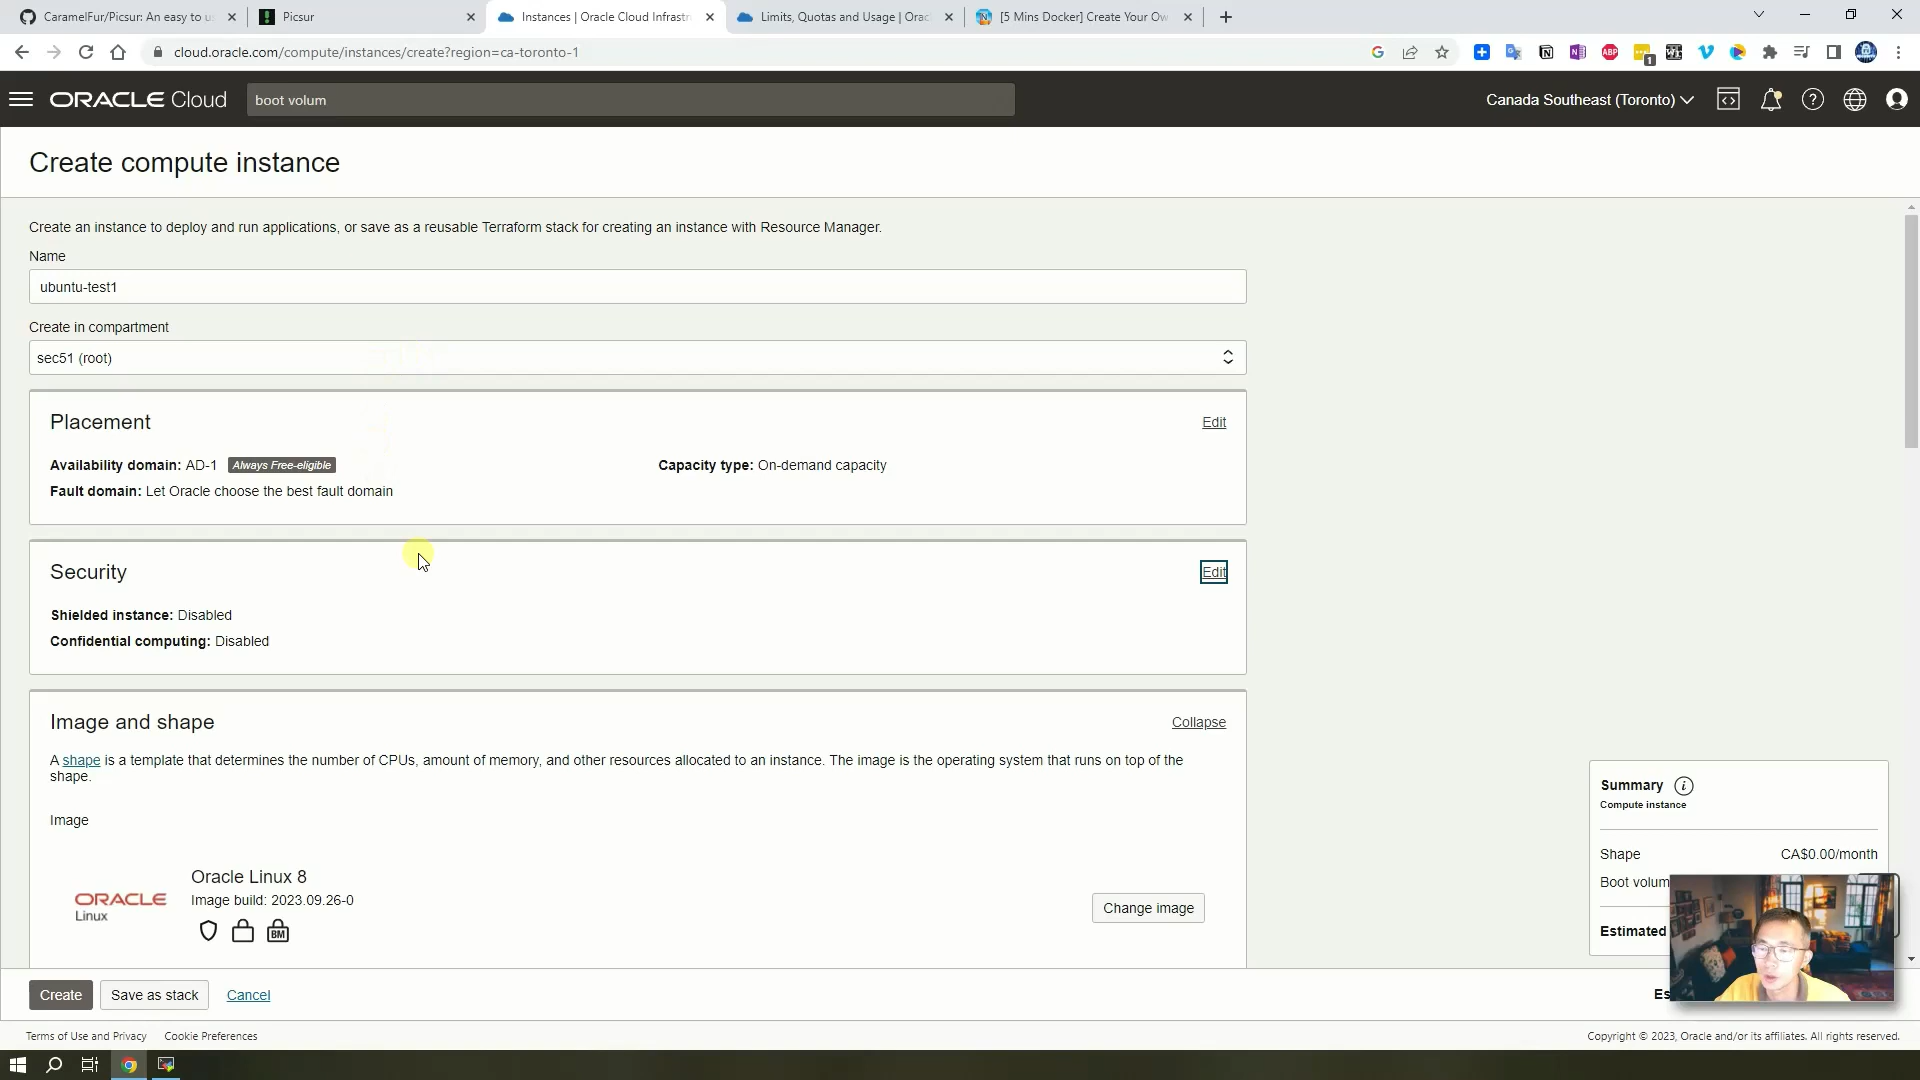 CaramelFur/Picsur: An easy to u
Picsur
Instances | Oracle Cloud Infrastr
Limits, Quotas and Usage | Orac
[5 Mins Docker] Create Your Ow
cloud.oracle.com/compute/instances/create?region=ca-toronto-1
ABP
1
ORACLE Cloud
boot volum
Canada Southeast (Toronto)
Create compute instance
Create an instance to deploy and run applications, or save as a reusable Terraform stack for creating an instance with Resource Manager.
Name
ubuntu-test1
Create in compartment
sec51 (root)
Placement
Edit
Availability domain: AD-1 Always Free-eligible
Capacity type: On-demand capacity
Fault domain: Let Oracle choose the best fault domain
Security
Edit
Shielded instance: Disabled
Confidential computing: Disabled
Image and shape
Collapse
A shape is a template that determines the number of CPUs, amount of memory, and other resources allocated to an instance. The image is the operating system that runs on top of the
shape.
Image
ORACLE
Linux
Oracle Linux 8
Image build: 2023.09.26-0
BM
Change image
Summary
Compute instance
Shape CA$0.00/month
Boot volum
Estimated
Create
Save as stack
Cancel
Es
Terms of Use and Privacy
Cookie Preferences
Copyright © 2023, Oracle and/or its affiliates. All rights reserved.